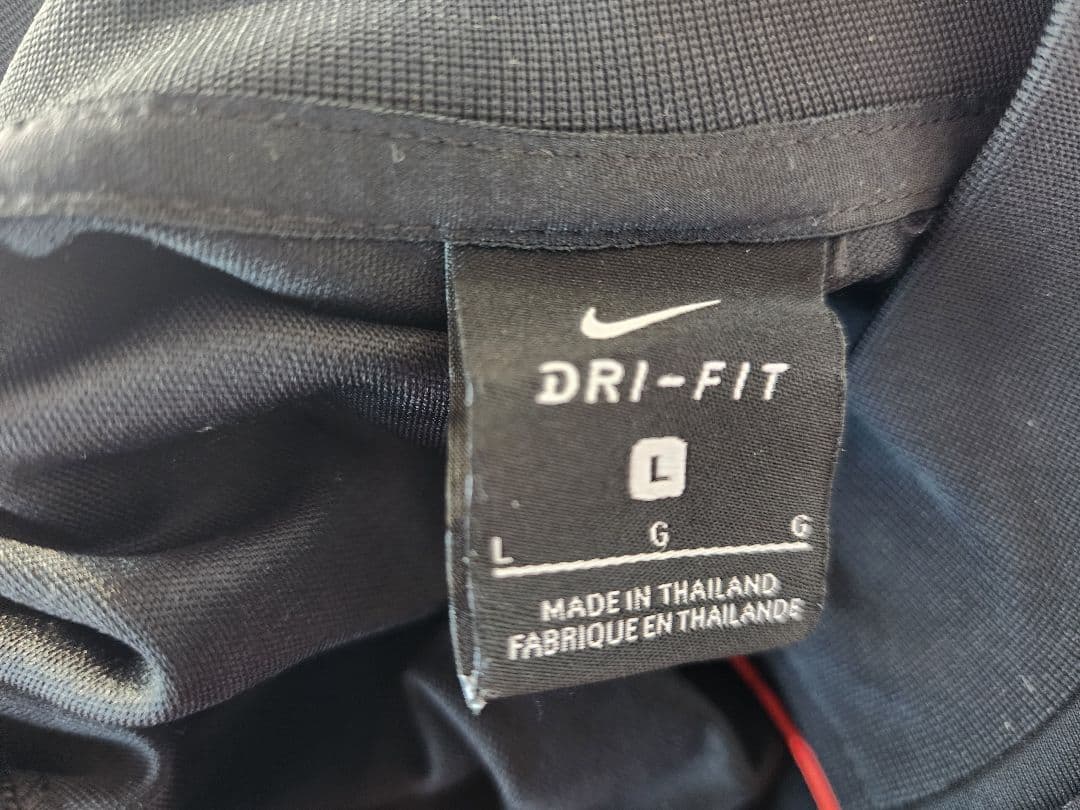 DRI-FIT
L
L G G
MADE IN THAILAND
FABRIQUE EN THAILANDE